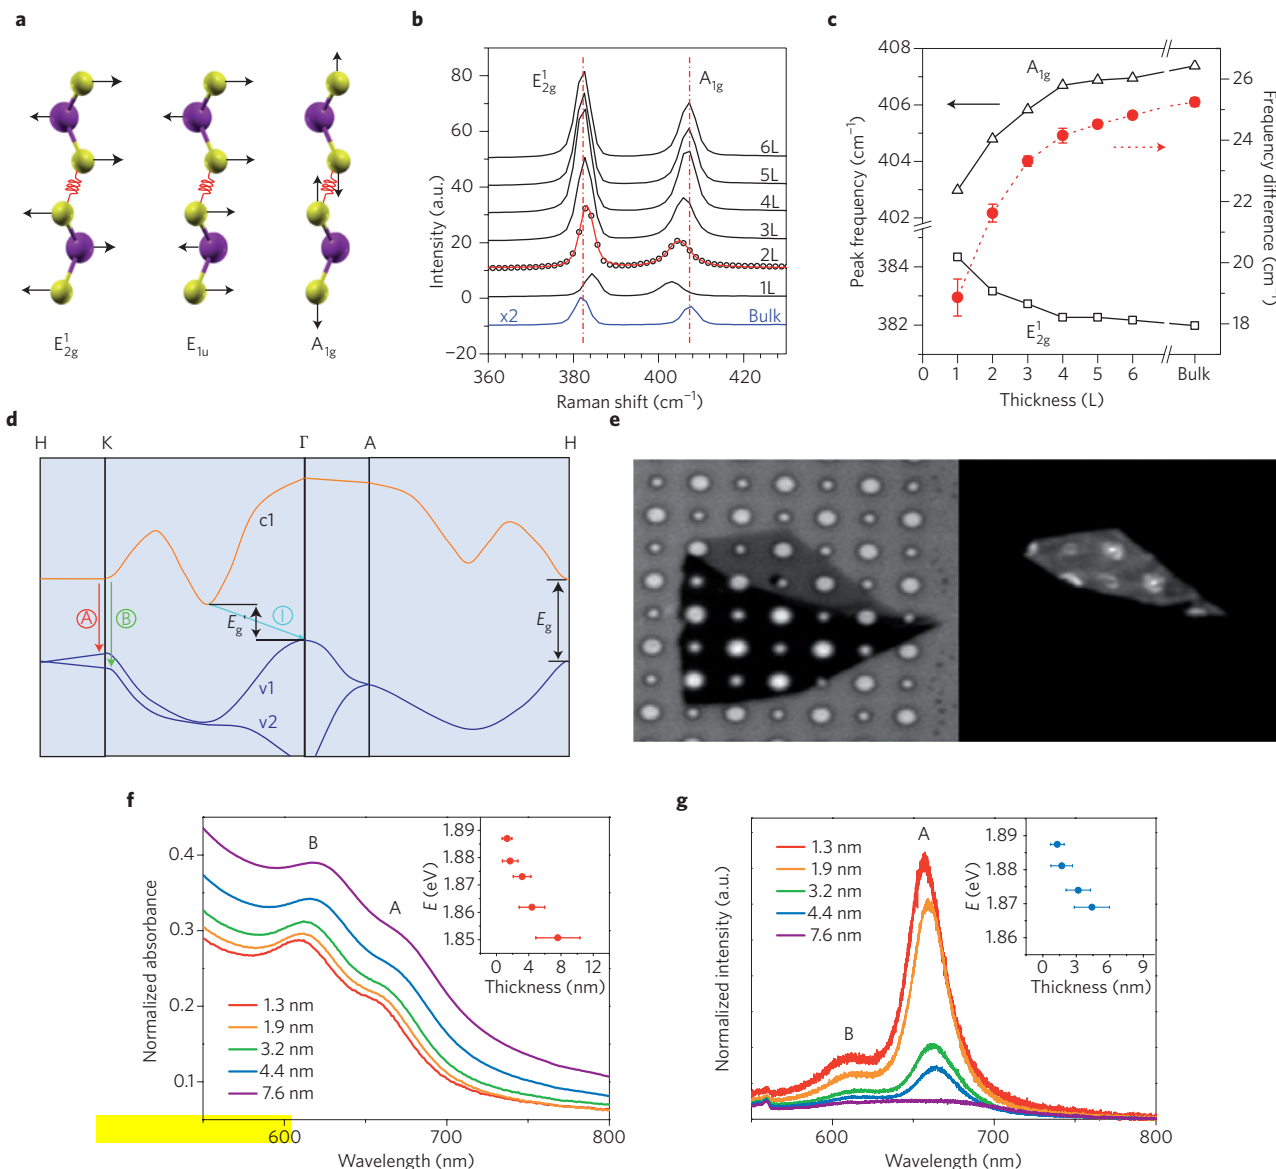 a
E¹2g
E1u
A1g
b
E¹2g
A1g
80
60
40
20
0
−20
6L
5L
4L
3L
2L
1L
x2
Bulk
Intensity (a.u.)
360
380
400
420
Raman shift (cm−1)
c
408
406
404
402
384
382
A1g
E¹2g
26
24
22
20
18
Peak frequency (cm−1)
Frequency difference (cm−1)
0
1
2
3
4
5
6
Bulk
Thickness (L)
d
H
K
Γ
A
H
c1
A
B
Eg'
I
Eg
v1
v2
e
f
B
A
0.4
0.3
0.2
0.1
Normalized absorbance
1.3 nm
1.9 nm
3.2 nm
4.4 nm
7.6 nm
1.89
1.88
1.87
1.86
1.85
E (eV)
0
4
8
12
Thickness (nm)
600
700
800
Wavelength (nm)
g
1.3 nm
1.9 nm
3.2 nm
4.4 nm
7.6 nm
A
B
Normalized intensity (a.u.)
1.89
1.88
1.87
1.86
E (eV)
0
3
6
9
Thickness (nm)
600
700
800
Wavelength (nm)